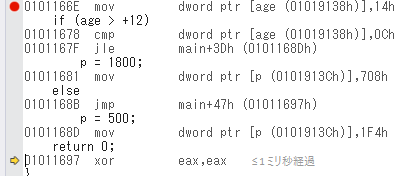 0101166E mov dword ptr [age (01019138h)],14h
if (age > +12)
01011678 cmp dword ptr [age (01019138h)],0Ch
0101167F jle main+3Dh (0101168Dh)
p = 1800;
01011681 mov dword ptr [p (0101913Ch)],708h
else
0101168B jmp main+47h (01011697h)
p = 500;
0101168D mov dword ptr [p (0101913Ch)],1F4h
return 0;
01011697 xor eax,eax ≤1ミリ秒経過
}